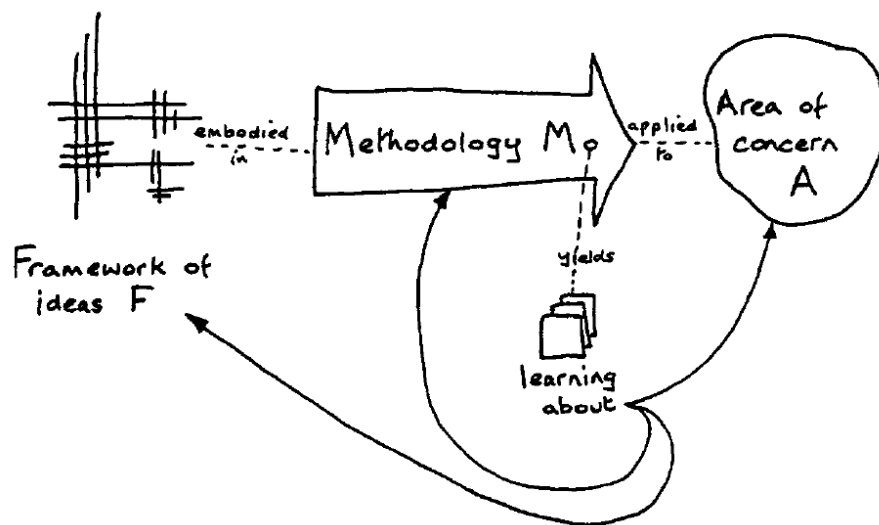 Framework of
ideas F
embodied
in
Methodology M
applied
to
Area of
concern
A
yields
learning
about